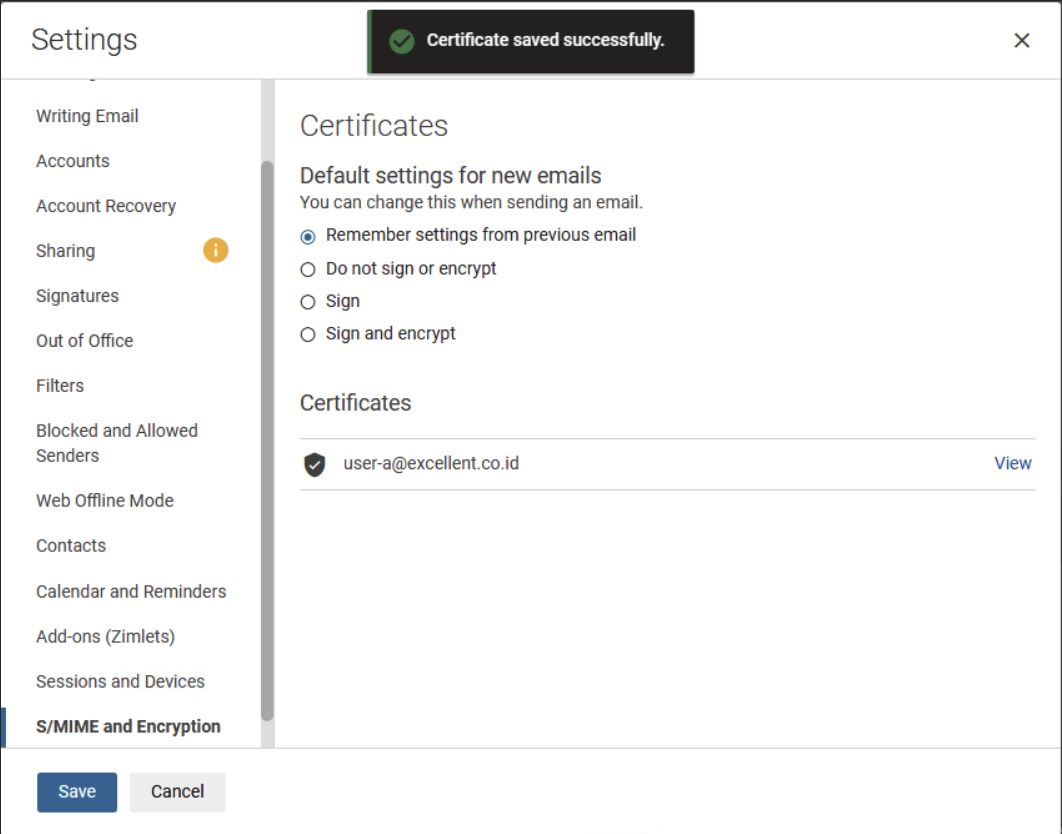 Settings
Certificate saved successfully.
Writing Email
Accounts
Account Recovery
Sharing
Signatures
Out of Office
Filters
Blocked and Allowed
Senders
Web Offline Mode
Contacts
Calendar and Reminders
Add-ons (Zimlets)
Sessions and Devices
S/MIME and Encryption
Certificates
Default settings for new emails
You can change this when sending an email.
Remember settings from previous email
Do not sign or encrypt
Sign
Sign and encrypt
Certificates
user-a@excellent.co.id View
Save Cancel